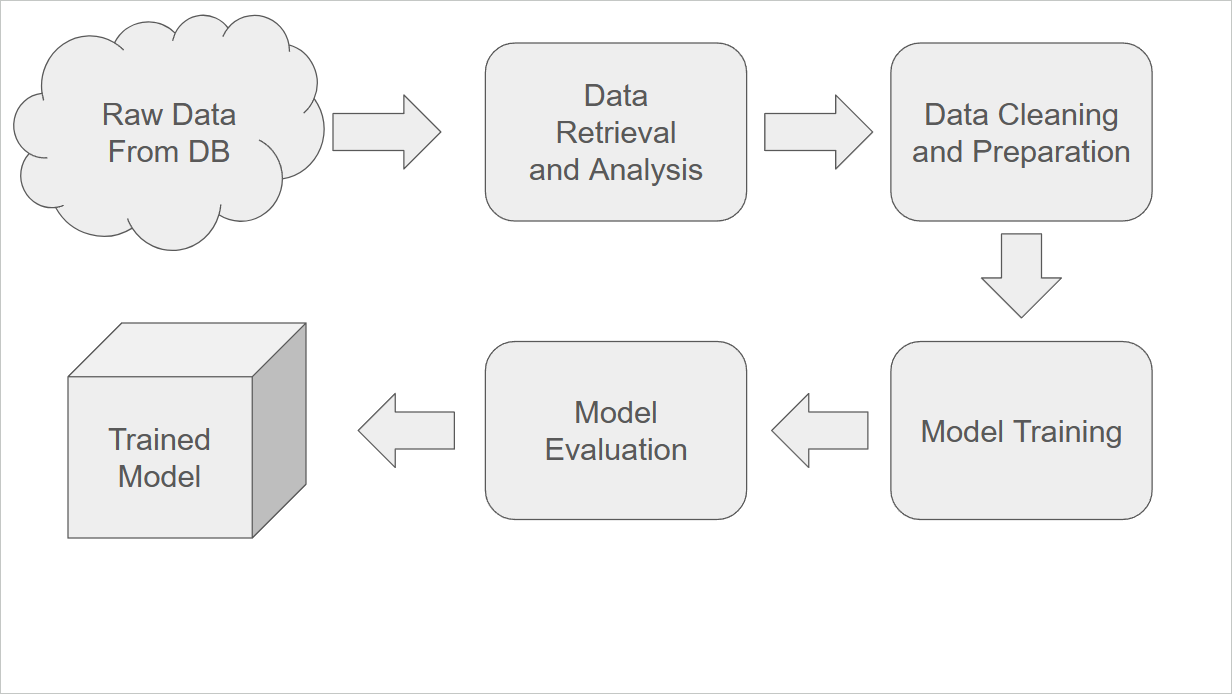 Raw Data
From DB
Data
Retrieval
and Analysis
Data Cleaning
and Preparation
Model Training
Model
Evaluation
Trained
Model